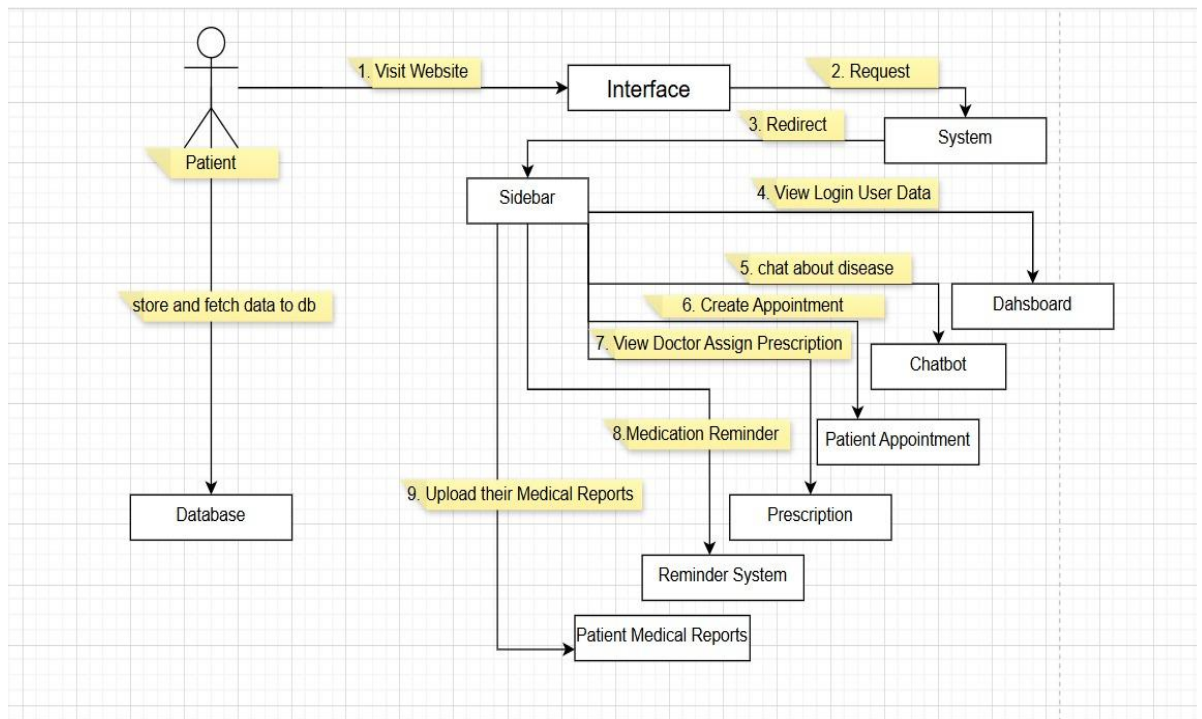 1. Visit Website
Interface
2. Request
3. Redirect
System
Patient
Sidebar
4. View Login User Data
5. chat about disease
store and fetch data to db
6. Create Appointment
Dahsboard
7. View Doctor Assign Prescription
Chatbot
8.Medication Reminder
Patient Appointment
9. Upload their Medical Reports
Database
Prescription
Reminder System
Patient Medical Reports